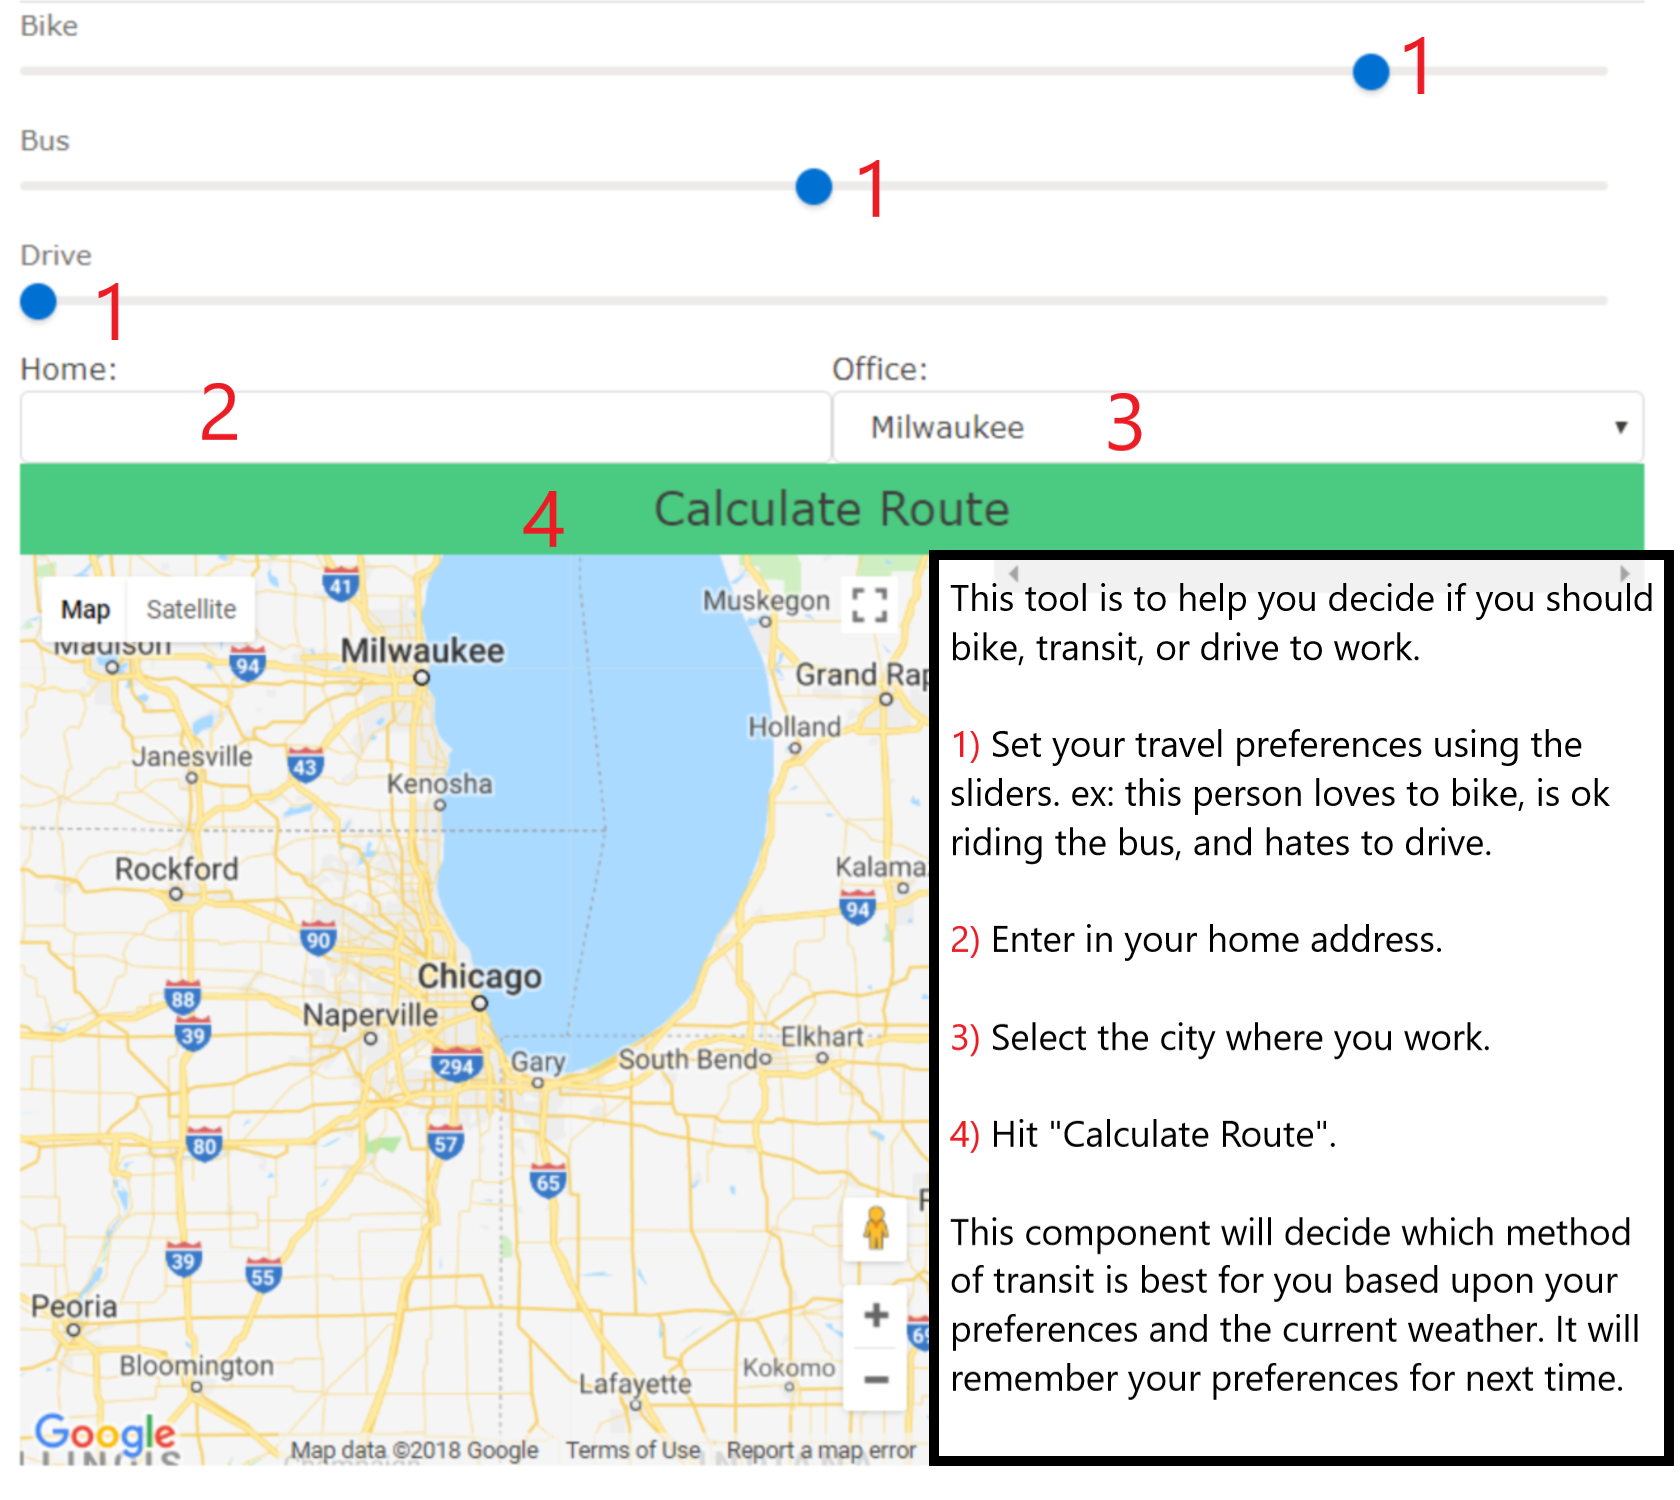 Bike
1
Bus
1
Drive
1
Home:
2
Office:
Milwaukee
3
4
Calculate Route
Map
Satellite
41
Muskegon
Madison
94
Milwaukee
Grand Rap
Holland
Janesville
43
Kenosha
Rockford
Kalama
94
90
Chicago
88
Naperville
39
294
Gary
South Bend
Elkhart
80
57
65
39
55
Peoria
69
Bloomington
Lafayette
Kokomo
Google
ILLINOIS
Map data ©2018 Google
Terms of Use
Report a map error
This tool is to help you decide if you should
bike, transit, or drive to work.
1) Set your travel preferences using the
sliders. ex: this person loves to bike, is ok
riding the bus, and hates to drive.
2) Enter in your home address.
3) Select the city where you work.
4) Hit "Calculate Route".
This component will decide which method
of transit is best for you based upon your
preferences and the current weather. It will
remember your preferences for next time.